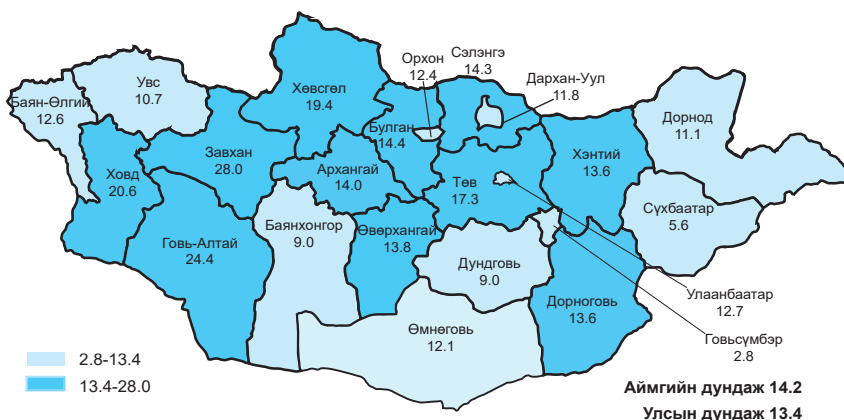 Орхон
12.4
Сэлэнгэ
14.3
Дархан-Уул
11.8
Увс
10.7
Хөвсгөл
19.4
Баян-Өлгий
12.6
Дорнод
11.1
Булган
14.4
Завхан
28.0
Хэнтий
13.6
Ховд
20.6
Архангай
14.0
Төв
17.3
Сүхбаатар
5.6
Говь-Алтай
24.4
Баянхонгор
9.0
Өвөрхангай
13.8
Дундговь
9.0
Дорноговь
13.6
Улаанбаатар
12.7
Өмнөговь
12.1
Говьсүмбэр
2.8
2.8-13.4
13.4-28.0
Аймгийн дундаж 14.2
Улсын дундаж 13.4